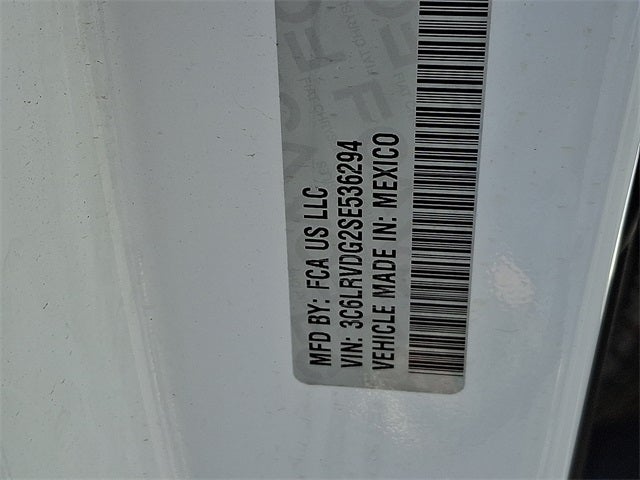 MFD BY: FCA US LLC
VIN: 3C6LRVDG2SE536294
VEHICLE MADE IN: MEXICO